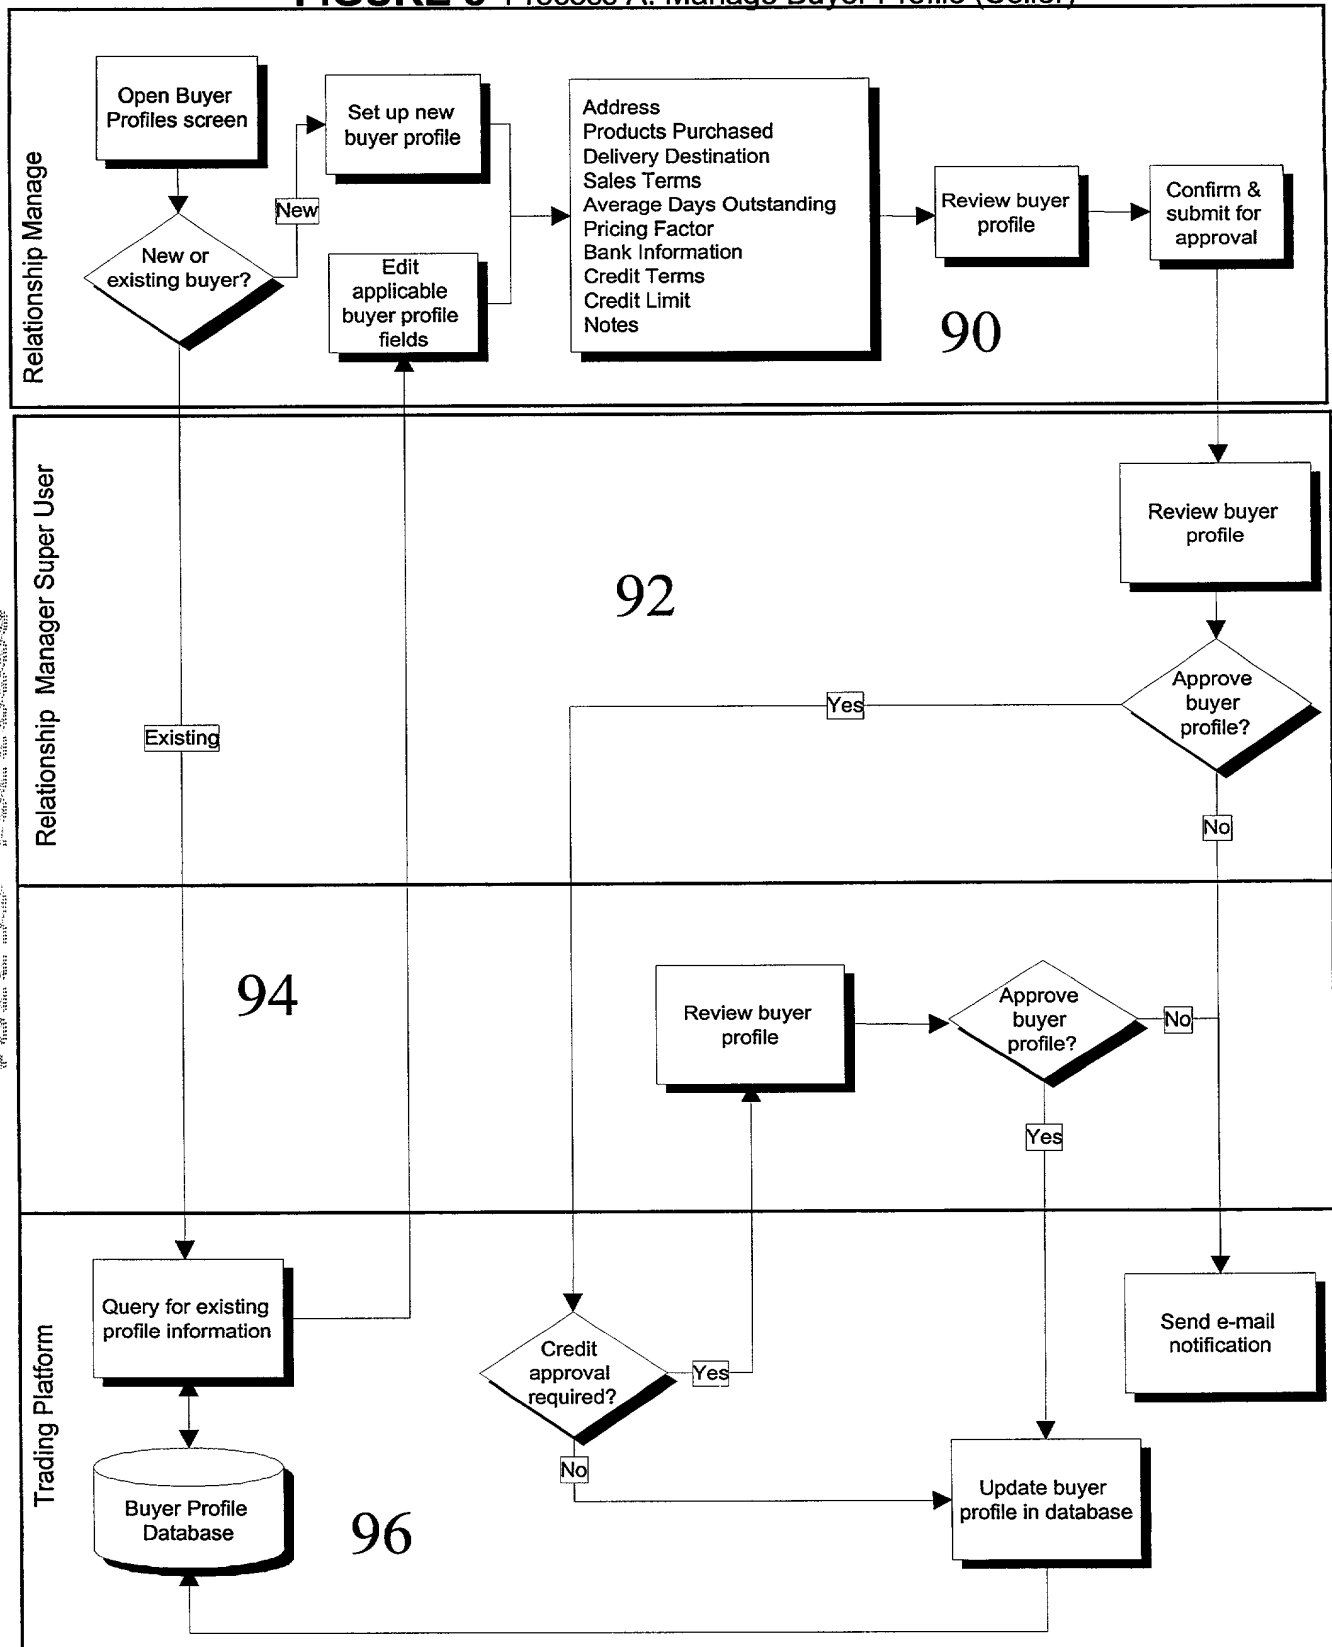 Process A: Manage Buyer Profile (Seller)
Open Buyer
Profiles screen
Set up new
buyer profile
Address
Products Purchased
Delivery Destination
Sales Terms
Average Days Outstanding
Pricing Factor
Bank Information
Credit Terms
Credit Limit
Notes
Review buyer
profile
Confirm &
submit for
approval
New
New or
existing buyer?
Edit
applicable
buyer profile
fields
90
Relationship Manage
Relationship Manager Super User
Review buyer
profile
92
Approve
buyer
profile?
Yes
Existing
No
94
Review buyer
profile
Approve
buyer
profile?
No
Yes
Trading Platform
Query for existing
profile information
Credit
approval
required?
Yes
Send e-mail
notification
No
Update buyer
profile in database
Buyer Profile
Database
96